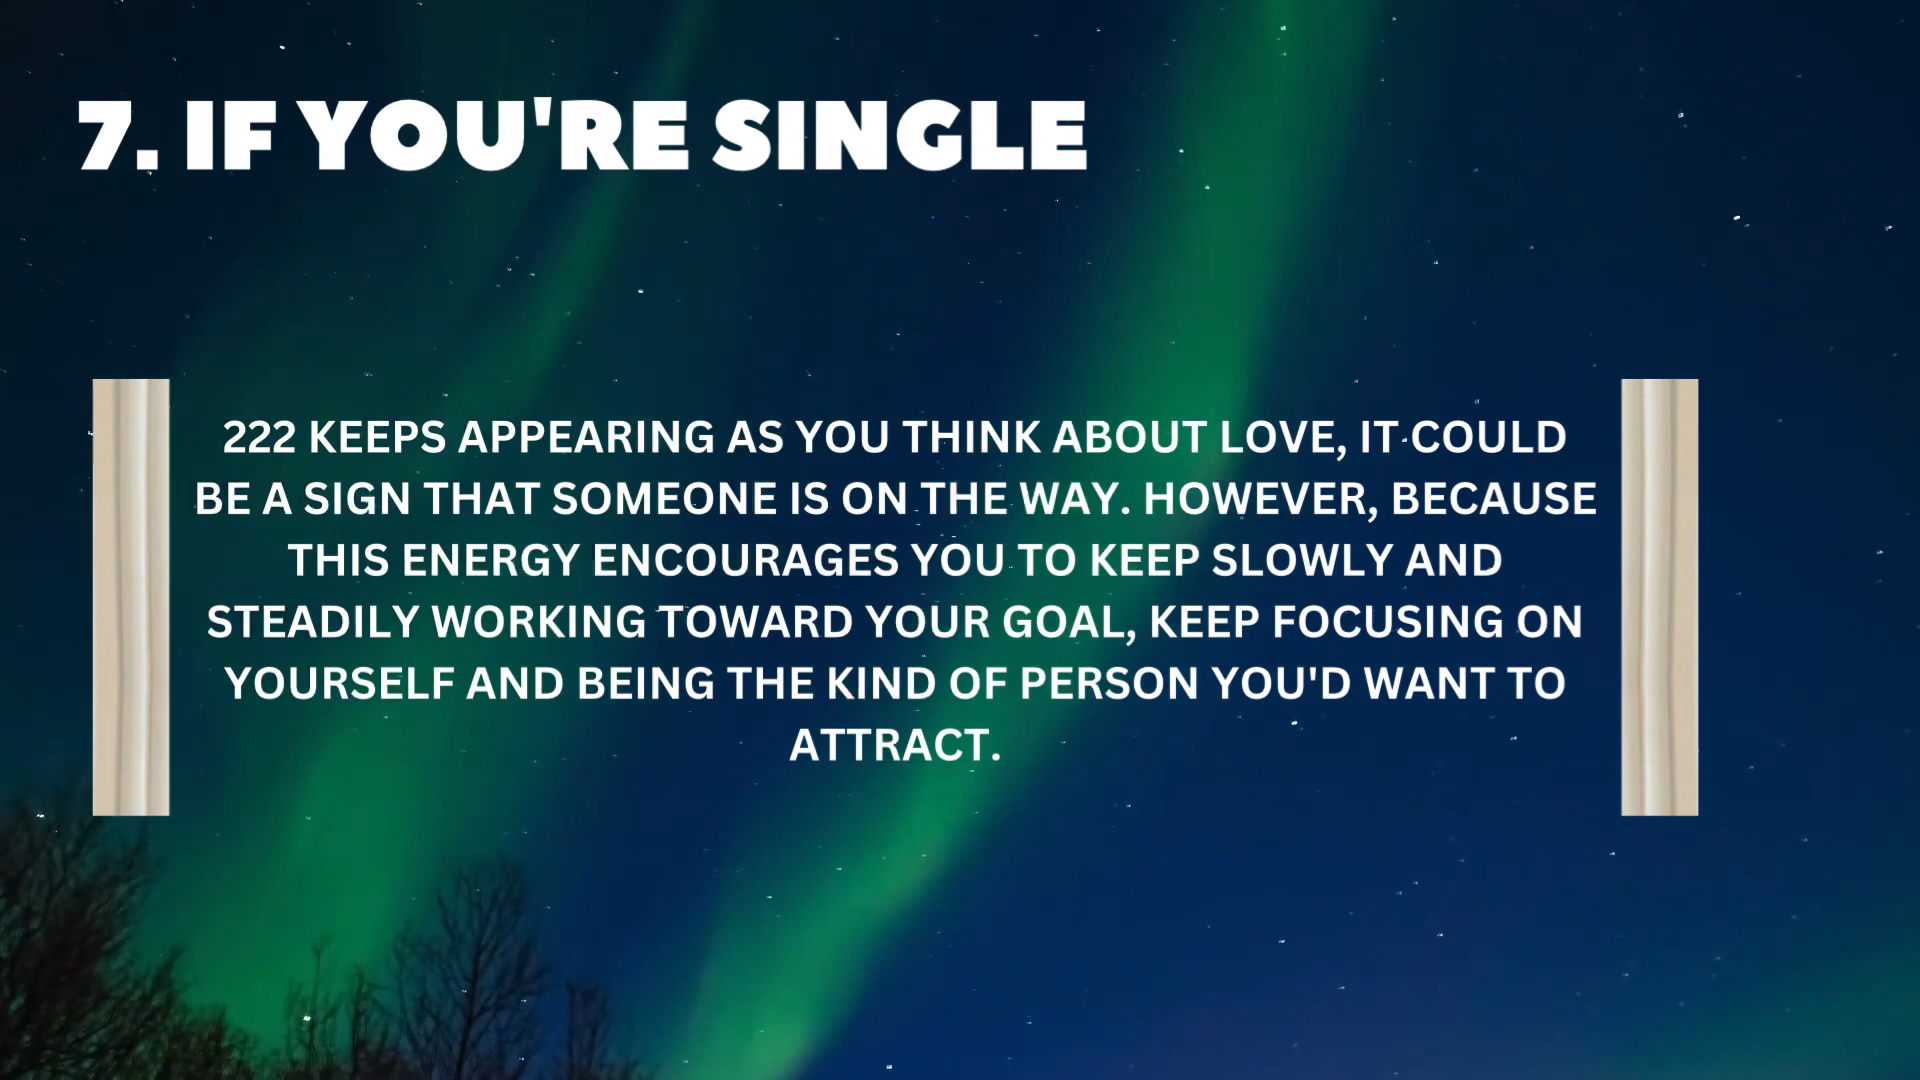 7. IF YOU'RE SINGLE
222 KEEPS APPEARING AS YOU THINK ABOUT LOVE, IT COULD
BE A SIGN THAT SOMEONE IS ON THE WAY. HOWEVER, BECAUSE
THIS ENERGY ENCOURAGES YOU TO KEEP SLOWLY AND
STEADILY WORKING TOWARD YOUR GOAL, KEEP FOCUSING ON
YOURSELF AND BEING THE KIND OF PERSON YOU'D WANT TO
ATTRACT.